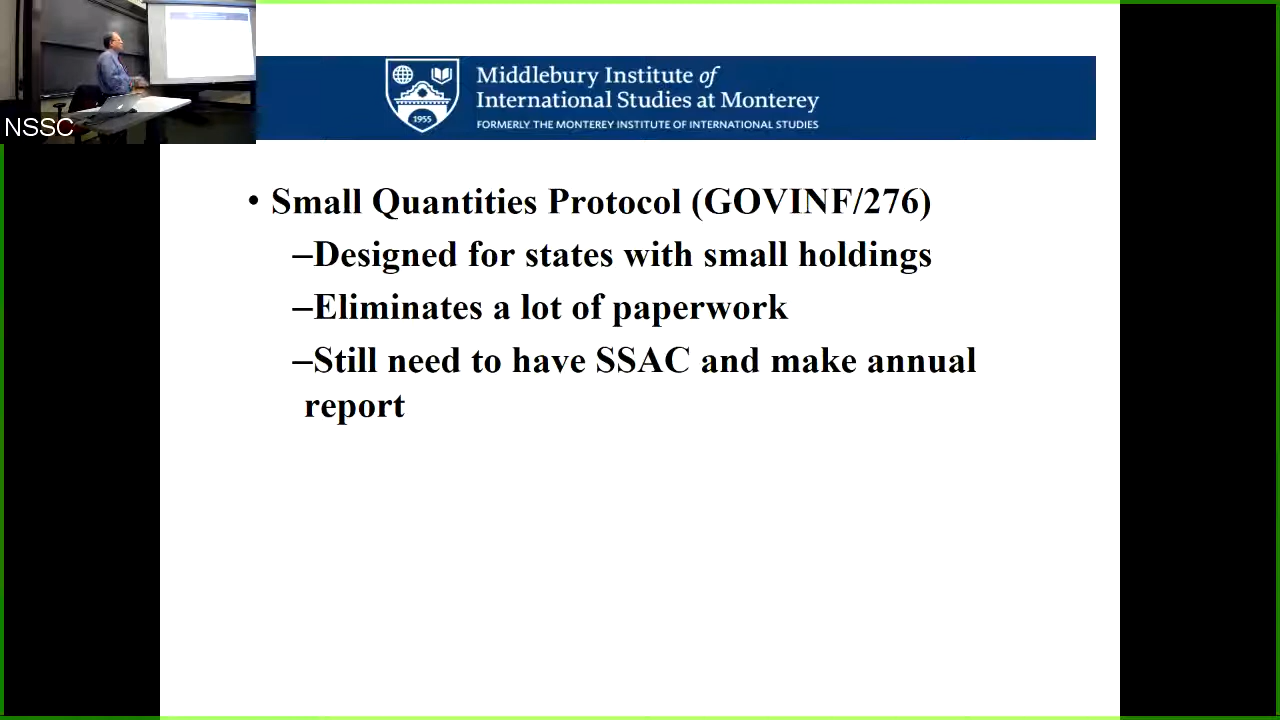 NSSC
Middlebury Institute of
International Studies at Monterey
FORMERLY THE MONTEREY INSTITUTE OF INTERNATIONAL STUDIES
1955
• Small Quantities Protocol (GOVINF/276)
–Designed for states with small holdings
–Eliminates a lot of paperwork
–Still need to have SSAC and make annual
report